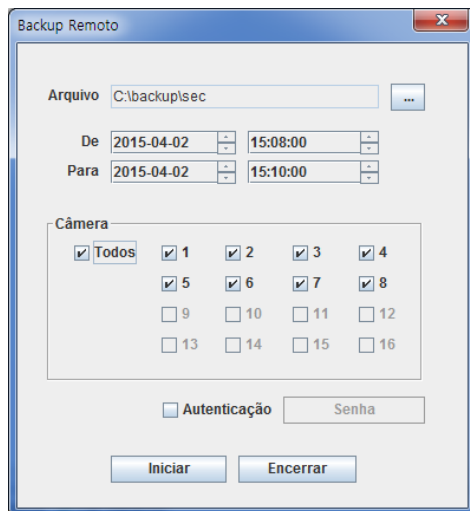 Backup Remoto
Arquivo C:\backup\sec ...
De 2015-04-02 15:08:00
Para 2015-04-02 15:10:00
Câmera
Todos 1 2 3 4
5 6 7 8
9 10 11 12
13 14 15 16
Autenticação Senha
Iniciar Encerrar